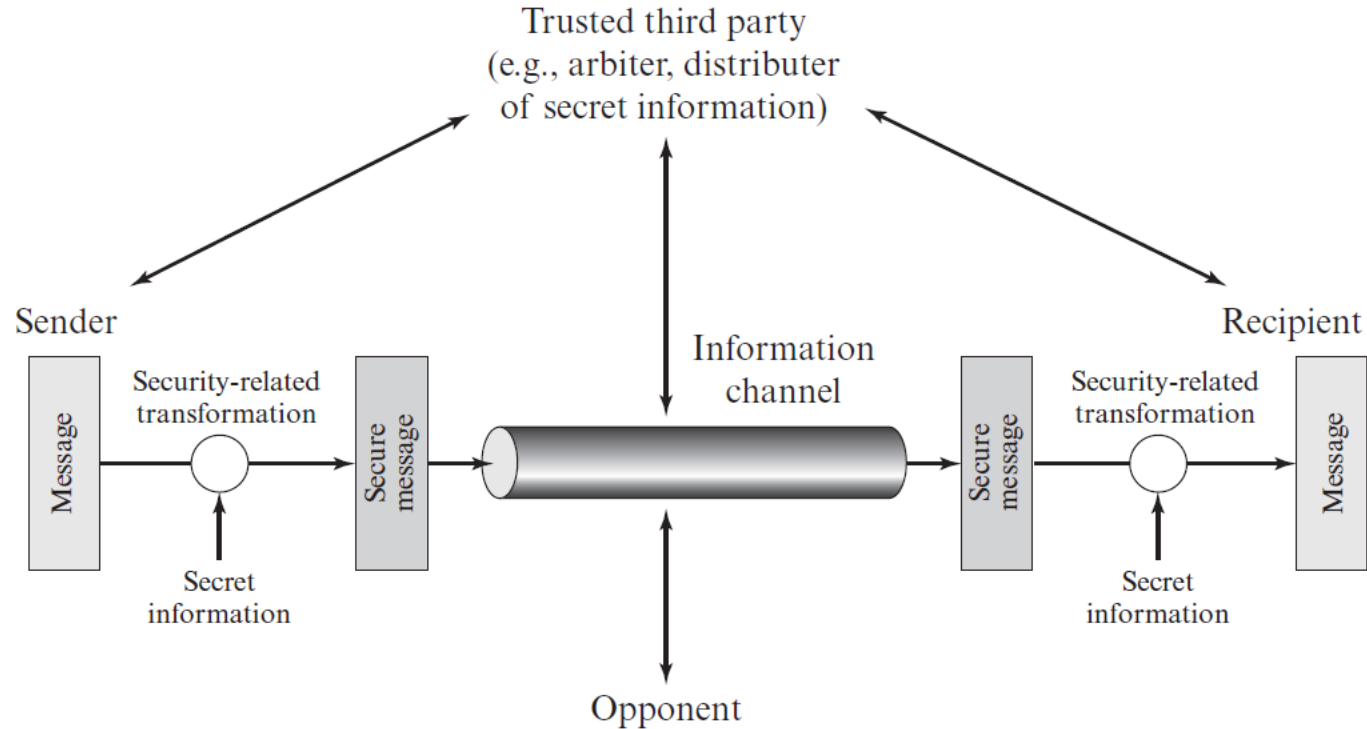 Trusted third party
(e.g., arbiter, distributer
of secret information)
Sender
Recipient
Information
channel
Security-related
transformation
Security-related
transformation
Message
Secure
message
Secure
message
Message
Secret
information
Secret
information
Opponent